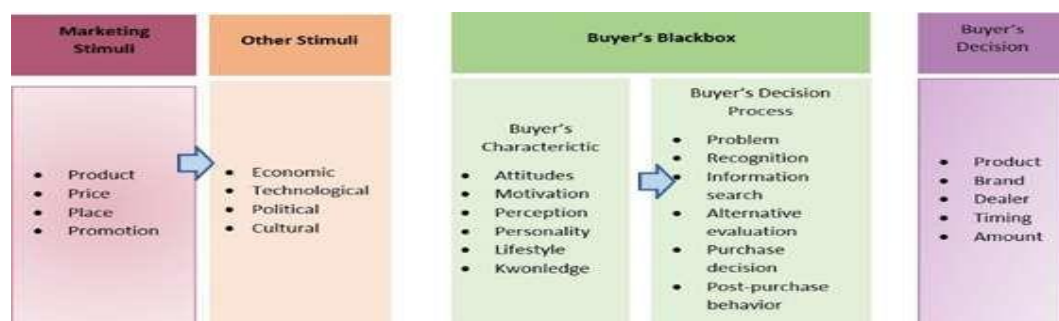 Marketing
Stimuli
• Product
• Price
• Place
• Promotion
Other Stimuli
• Economic
• Technological
• Political
• Cultural
Buyer's Blackbox
Buyer's
Characterictic
• Attitudes
• Motivation
• Perception
• Personality
• Lifestyle
• Kwonledge
Buyer's Decision
Process
• Problem
• Recognition
• Information
search
• Alternative
evaluation
• Purchase
decision
• Post-purchase
behavior
Buyer's
Decision
• Product
• Brand
• Dealer
• Timing
• Amount